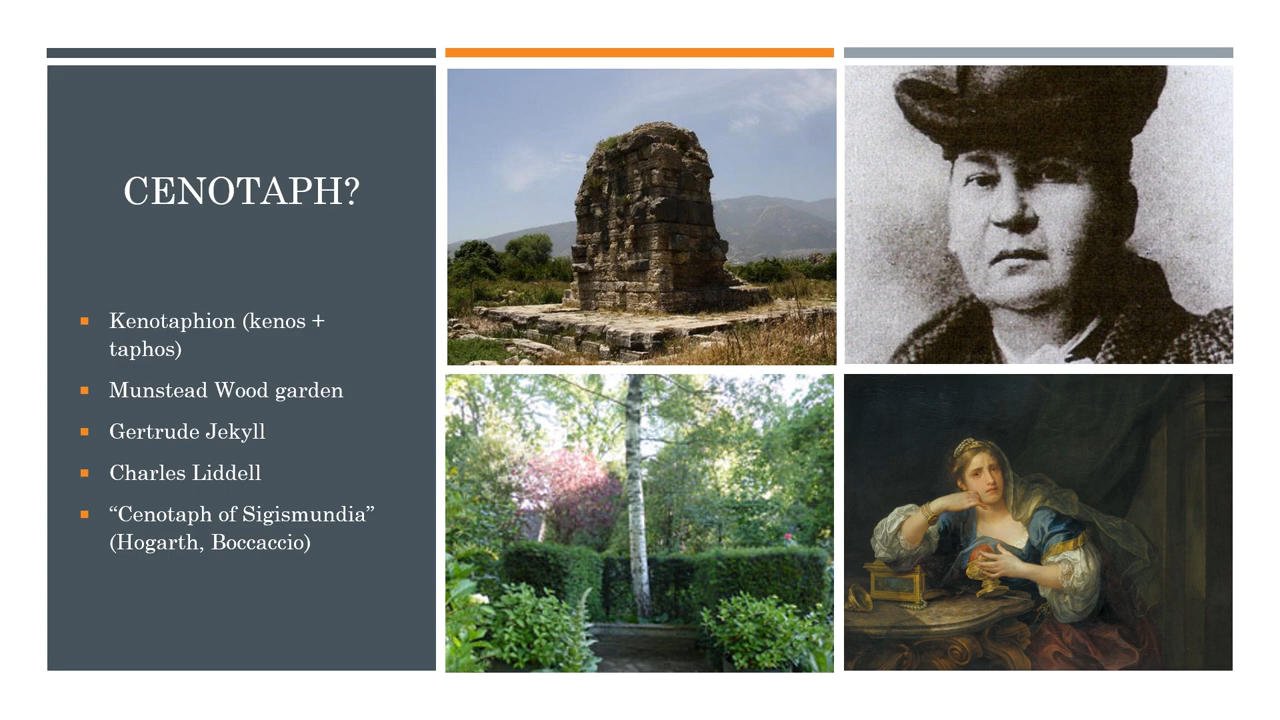 CENOTAPH?
Kenotaphion (kenos +
taphos)
Munstead Wood garden
Gertrude Jekyll
Charles Liddell
“Cenotaph of Sigismundia”
(Hogarth, Boccaccio)